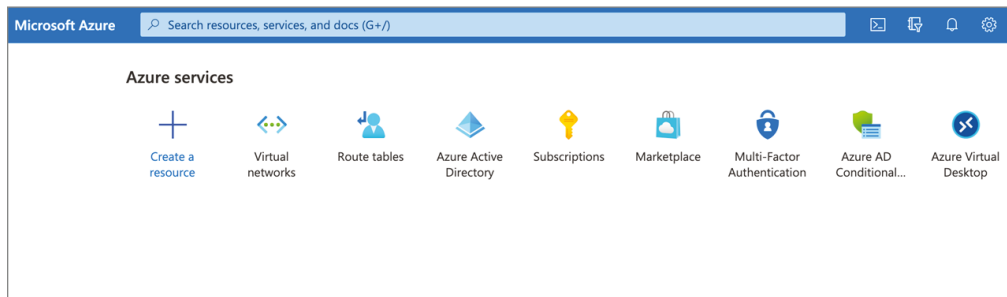 Microsoft Azure
Search resources, services, and docs (G+/)
Azure services
Create a
resource
Virtual
networks
Route tables
Azure Active
Directory
Subscriptions
Marketplace
Multi-Factor
Authentication
Azure AD
Conditional...
Azure Virtual
Desktop